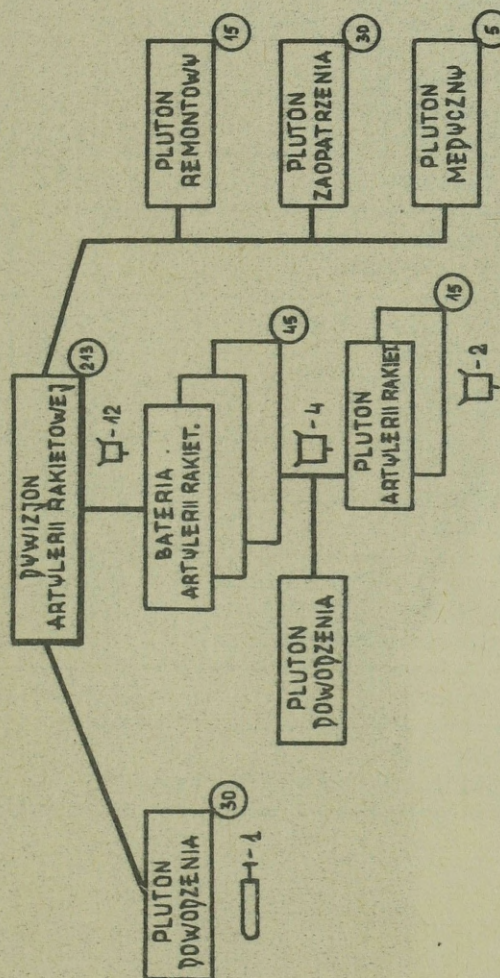 DYWIZJON
ARTYLERII RAKIETOWEJ
213
-12
PLUTON
DOWODZENIA
30
-1
BATERIA
ARTYLERII RAKIET.
45
-4
PLUTON
REMONTOWY
15
PLUTON
ZAOPATRZENIA
30
PLUTON
MEDYCZNY
5
PLUTON
DOWODZENIA
PLUTON
ARTYLERII RAKIET
15
-2